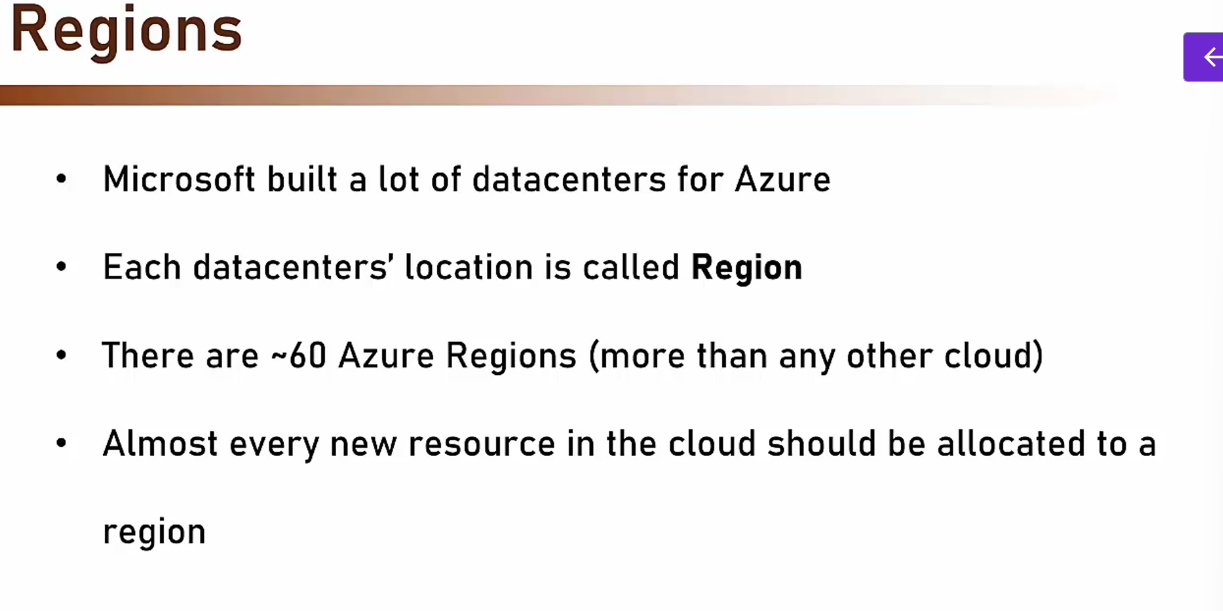 Regions
• Microsoft built a lot of datacenters for Azure
• Each datacenters' location is called Region
• There are ~60 Azure Regions (more than any other cloud)
• Almost every new resource in the cloud should be allocated to a
region